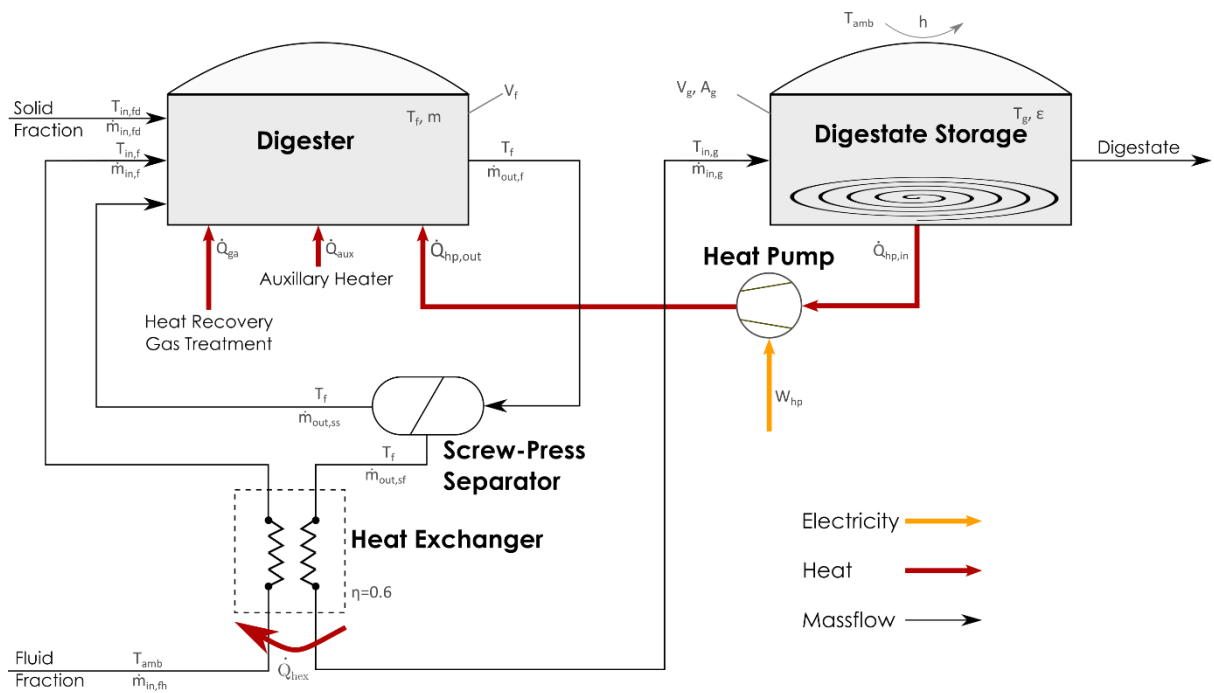 T_amb
h
V_f
V_g, A_g
Solid
Fraction
T_in,fd
ṁ_in,fd
T_f, m
Digester
T_g, ε
Digestate Storage
T_in,f
ṁ_in,f
T_f
ṁ_out,f
T_in,g
ṁ_in,g
Digestate
Q̇_ga
Q̇_aux
Q̇_hp,out
Heat Pump
Q̇_hp,in
Auxillary Heater
Heat Recovery
Gas Treatment
T_f
ṁ_out,ss
W_hp
Screw-Press
Separator
T_f
ṁ_out,sf
Heat Exchanger
η=0.6
Electricity
Heat
Massflow
Fluid
Fraction
T_amb
ṁ_in,fh
Q̇_hex